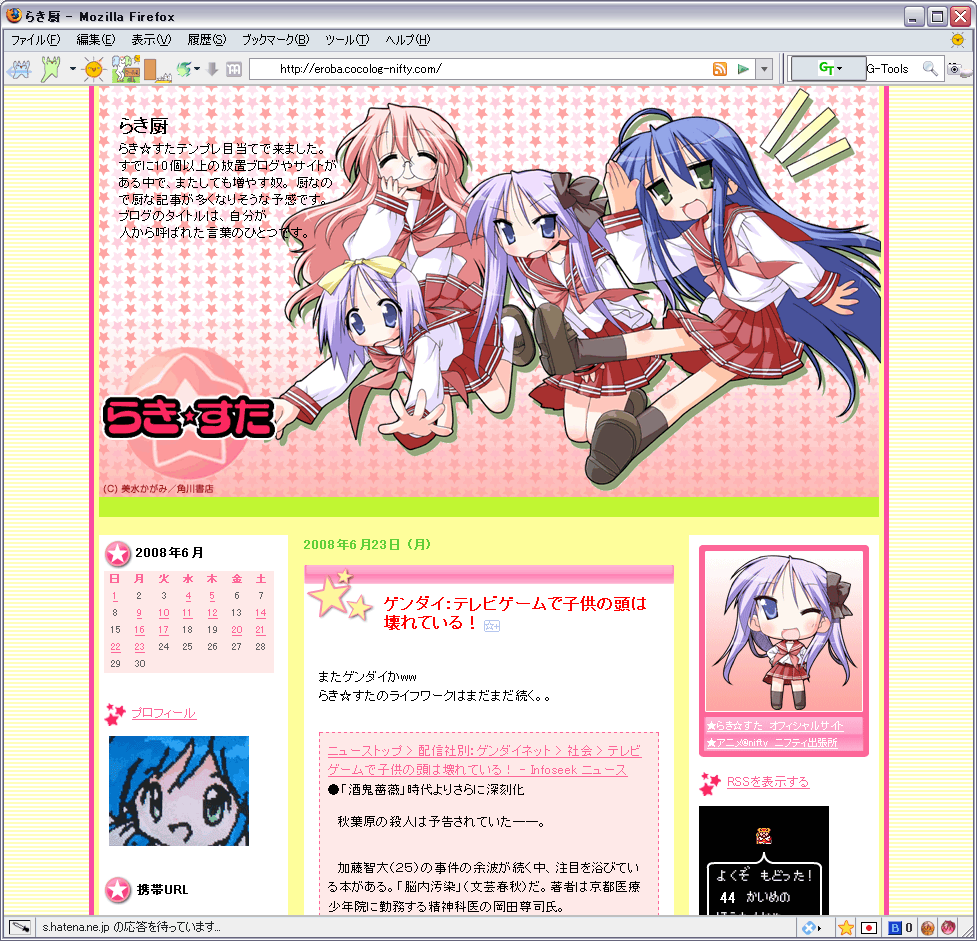 らき厨 - Mozilla Firefox
ファイル(F) 編集(E) 表示(V) 履歴(S) ブックマーク(B) ツール(T) ヘルプ(H)
http://eroba.cocolog-nifty.com/
G-Tools
らき厨
らき☆すたテンプレ目当てで来ました。
すでに10個以上の放置ブログやサイトが
ある中で、またしても増やす奴。厨なの
で厨な記事が多くなりそうな予感です。
ブログのタイトルは、自分が
人から呼ばれた言葉のひとつです。
らき☆すた
(C) 美水かがみ／角川書店
2008年6月
日 月 火 水 木 金 土
1 2 3 4 5 6 7
8 9 10 11 12 13 14
15 16 17 18 19 20 21
22 23 24 25 26 27 28
29 30
プロフィール
携帯URL
2008年6月23日 (月)
ゲンダイ:テレビゲームで子供の頭は
壊れている！
またゲンダイかww
らき☆すたのライフワークはまだまだ続く。。
ニューストップ > 配信社別: ゲンダイネット > 社会 > テレビ
ゲームで子供の頭は壊れている！ - Infoseek ニュース
●「酒鬼薔薇」時代よりさらに深刻化
秋葉原の殺人は予告されていた――。
加藤智大（25）の事件の余波が続く中、注目を浴びてい
る本がある。「脳内汚染」（文芸春秋）だ。著者は京都医療
少年院に勤務する精神科医の岡田尊司氏。
★らき☆すた オフィシャルサイト
★アニメ@nifty ニフティ出張所
RSSを表示する
よくぞ もどった！
44 かいめの
s.hatena.ne.jp の応答を待っています...
B 0